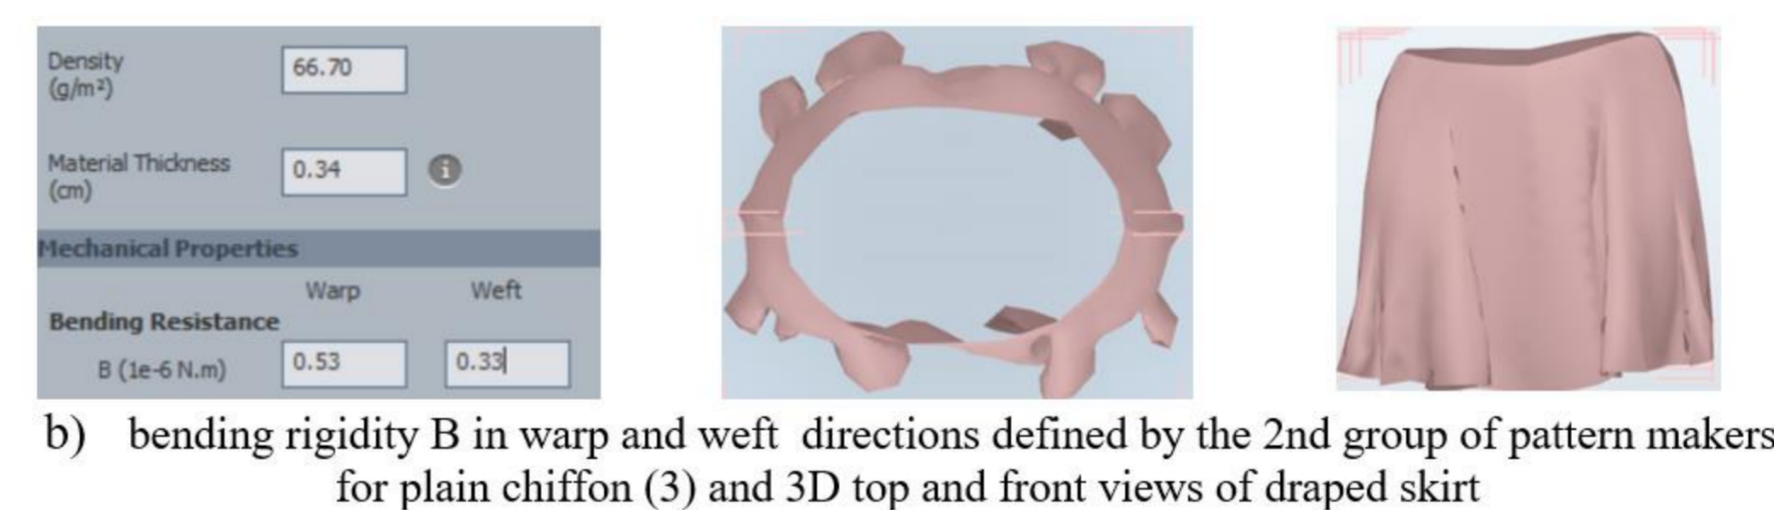 Density 66.70
(g/m²)
Material Thickness 0.34 i
(cm)
Mechanical Properties
Warp Weft
Bending Resistance
B (1e-6 N.m) 0.53 0.33
b) bending rigidity B in warp and weft directions defined by the 2nd group of pattern makers
for plain chiffon (3) and 3D top and front views of draped skirt